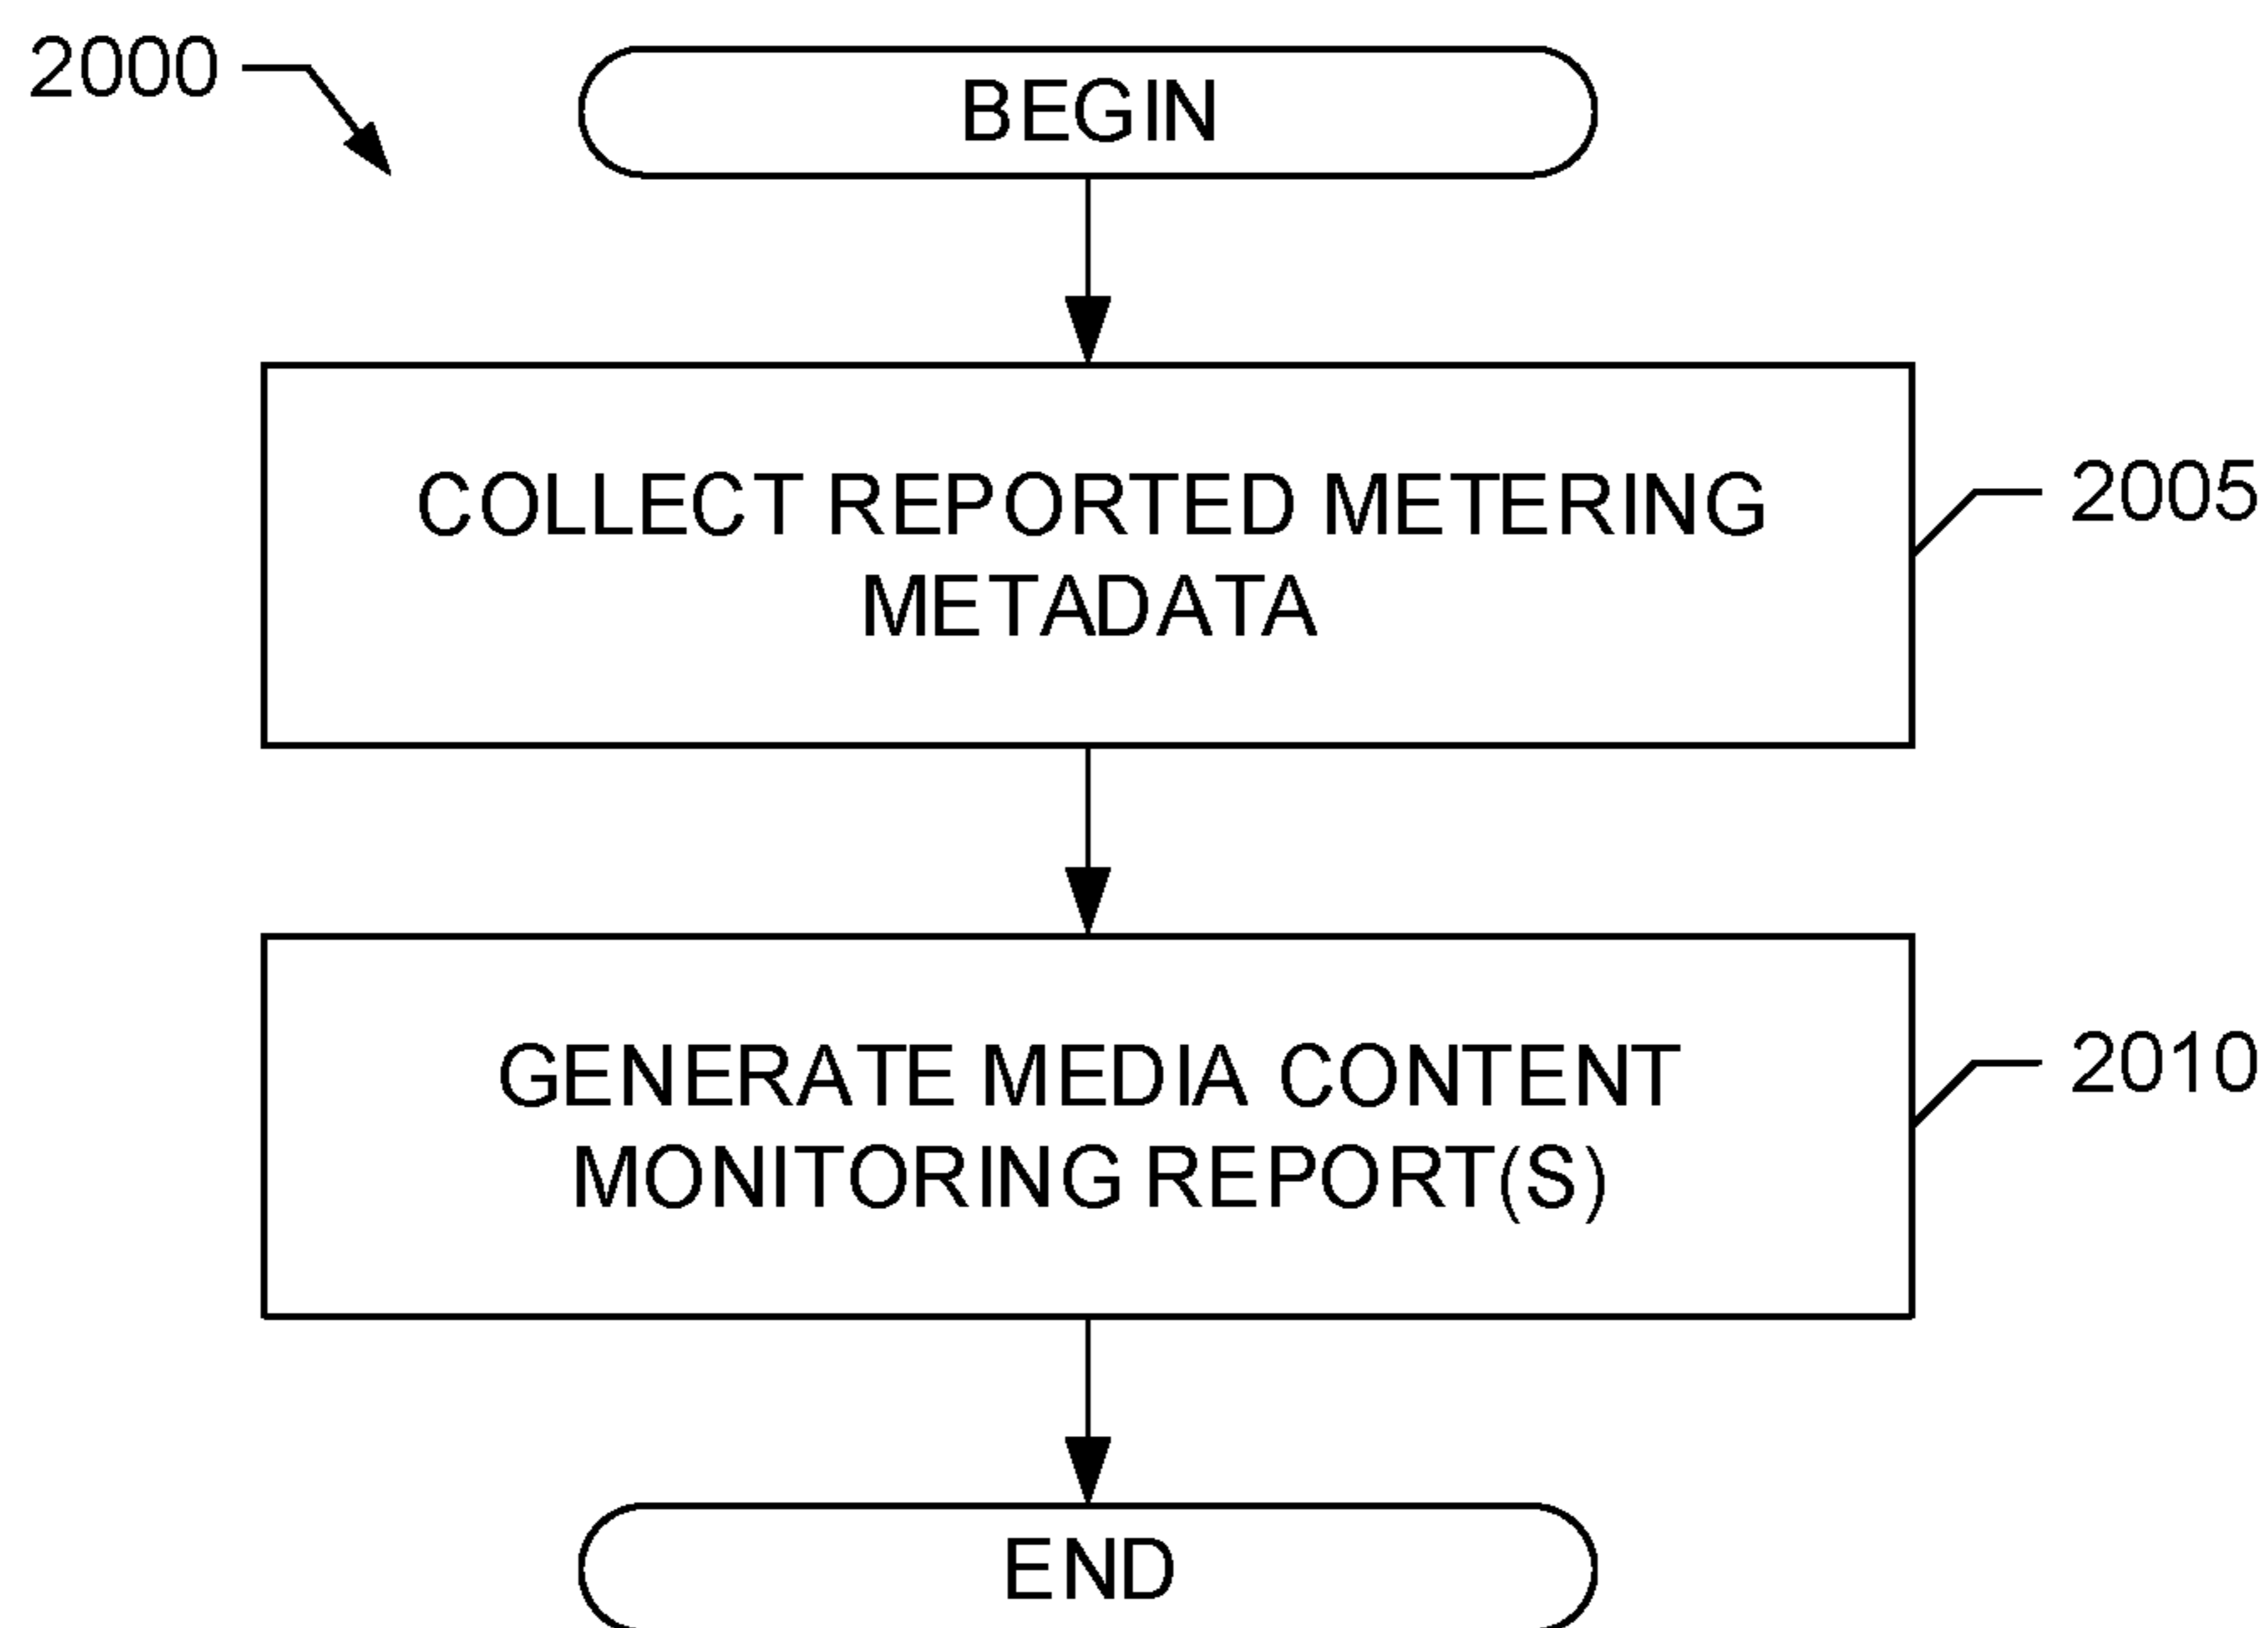 2000
BEGIN
COLLECT REPORTED METERING
METADATA
2005
GENERATE MEDIA CONTENT
MONITORING REPORT(S)
2010
END